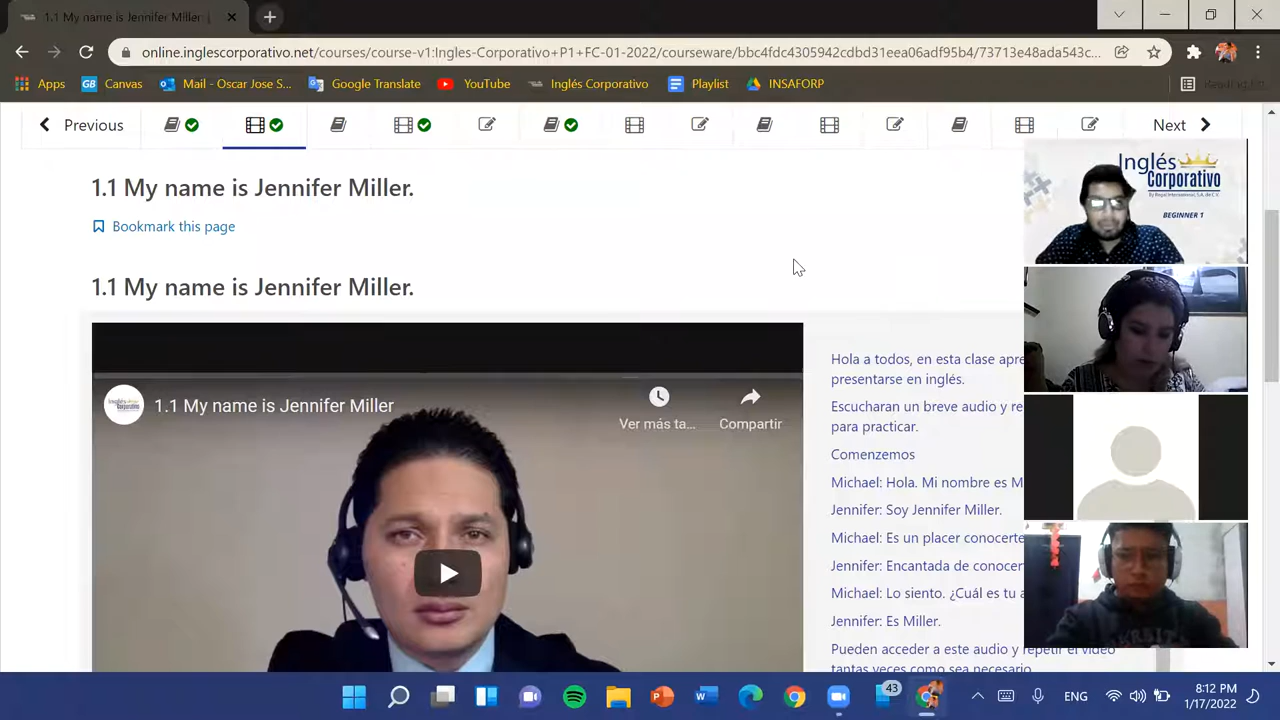 1.1 My name is Jennifer Miller.
online.inglescorporativo.net/courses/course-v1:Ingles-Corporativo+P1+FC-01-2022/courseware/bbc4fdc4305942cdbd31eea06adf95b4/73713e48ada543c...
Apps
GB Canvas
Mail - Oscar Jose S...
Google Translate
YouTube
Inglés Corporativo
Playlist
INSAFORP
Reading List
Previous
Next
1.1 My name is Jennifer Miller.
Bookmark this page
1.1 My name is Jennifer Miller.
1.1 My name is Jennifer Miller
Ver más ta...
Compartir
Hola a todos, en esta clase apre
presentarse en inglés.
Escucharan un breve audio y re
para practicar.
Comenzemos
Michael: Hola. Mi nombre es M
Jennifer: Soy Jennifer Miller.
Michael: Es un placer conocerte
Jennifer: Encantada de conocer
Michael: Lo siento. ¿Cuál es tu a
Jennifer: Es Miller.
Pueden acceder a este audio y repetir el video
tantas veces como sea necesario
Inglés
Corporativo
BEGINNER 1
43
ENG
8:12 PM
1/17/2022